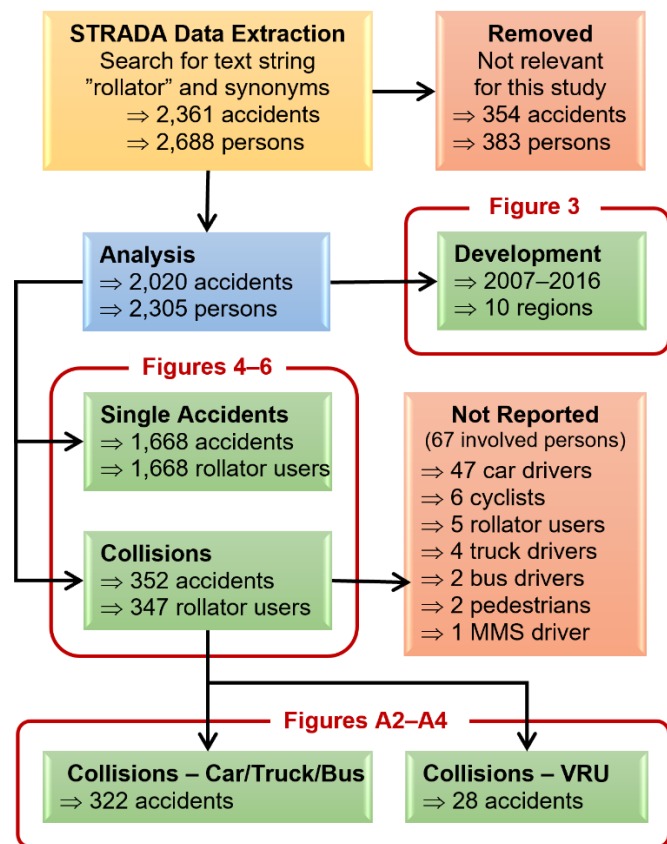 STRADA Data Extraction
Search for text string
”rollator” and synonyms
⇒ 2,361 accidents
⇒ 2,688 persons
Removed
Not relevant
for this study
⇒ 354 accidents
⇒ 383 persons
Figure 3
Analysis
⇒ 2,020 accidents
⇒ 2,305 persons
Development
⇒ 2007–2016
⇒ 10 regions
Figures 4–6
Single Accidents
⇒ 1,668 accidents
⇒ 1,668 rollator users
Collisions
⇒ 352 accidents
⇒ 347 rollator users
Not Reported
(67 involved persons)
⇒ 47 car drivers
⇒ 6 cyclists
⇒ 5 rollator users
⇒ 4 truck drivers
⇒ 2 bus drivers
⇒ 2 pedestrians
⇒ 1 MMS driver
Figures A2–A4
Collisions – Car/Truck/Bus
⇒ 322 accidents
Collisions – VRU
⇒ 28 accidents